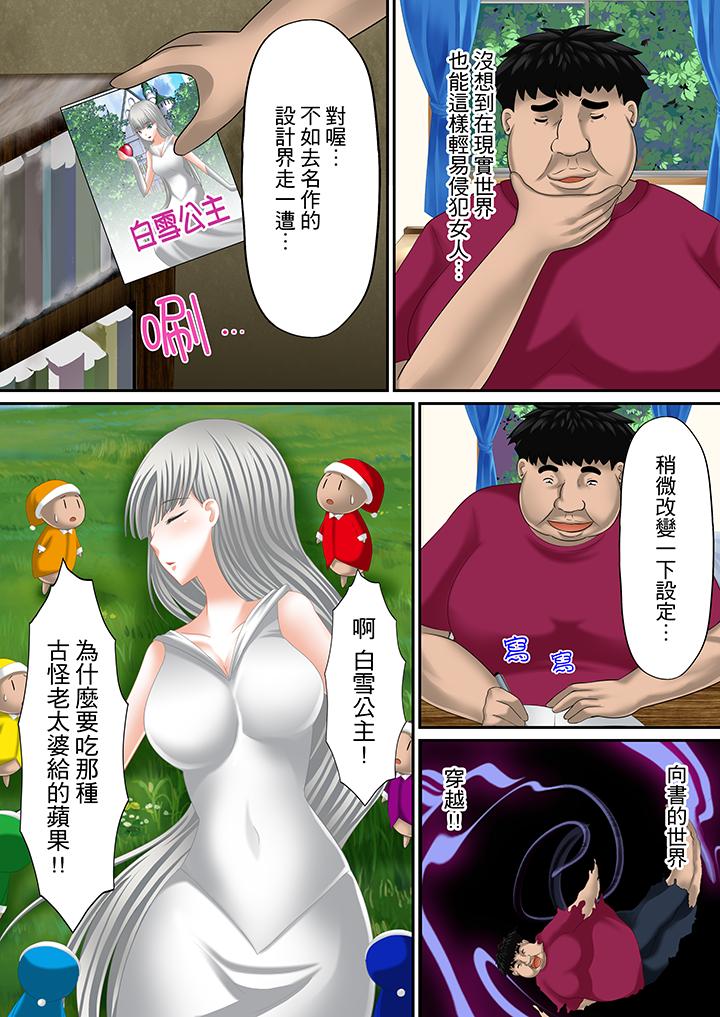 沒想到在現實世界
也能這樣輕易侵犯女人…
對喔…
不如去名作的
設計界走一遭…
白雪公主
唰…
稍微改變一下設定…
寫寫
向書的世界
穿越!!
啊 白雪公主！
為什麼要吃那種
古怪老太婆給的蘋果!!